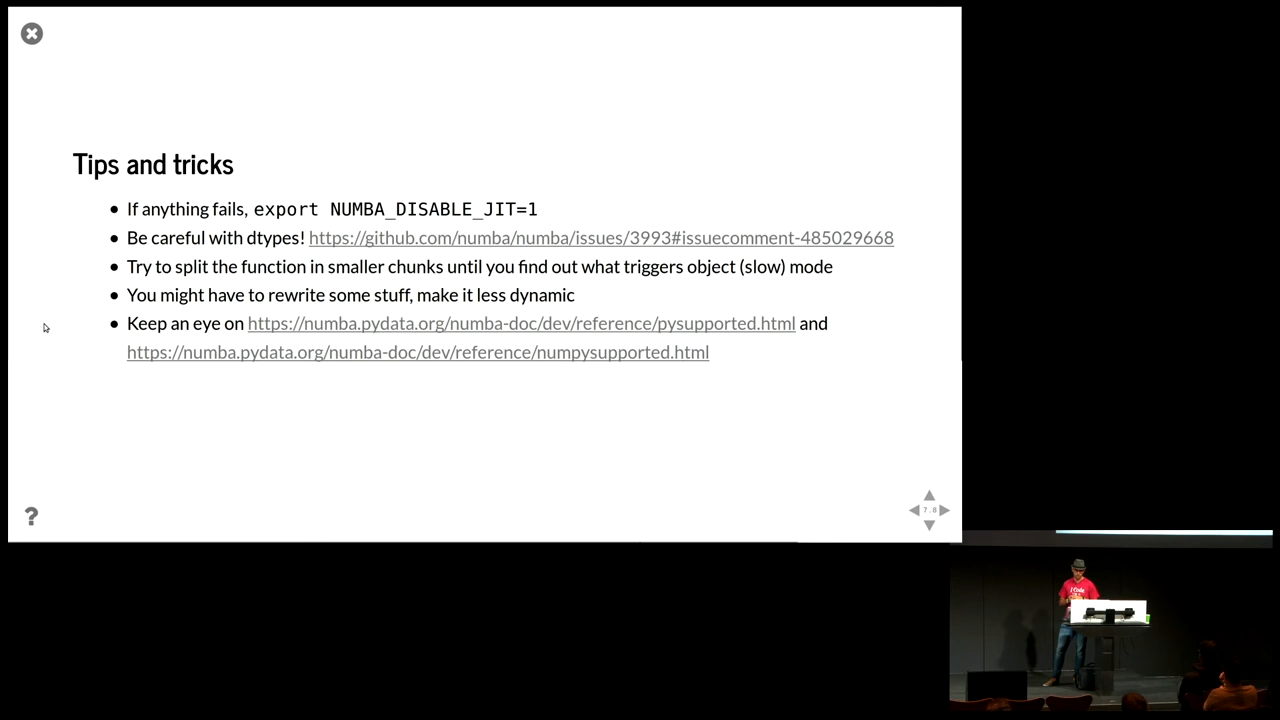 Tips and tricks
If anything fails, export NUMBA_DISABLE_JIT=1
Be careful with dtypes! https://github.com/numba/numba/issues/3993#issuecomment-485029668
Try to split the function in smaller chunks until you find out what triggers object (slow) mode
You might have to rewrite some stuff, make it less dynamic
Keep an eye on https://numba.pydata.org/numba-doc/dev/reference/pysupported.html and
https://numba.pydata.org/numba-doc/dev/reference/numpysupported.html
?
7.8
I Code